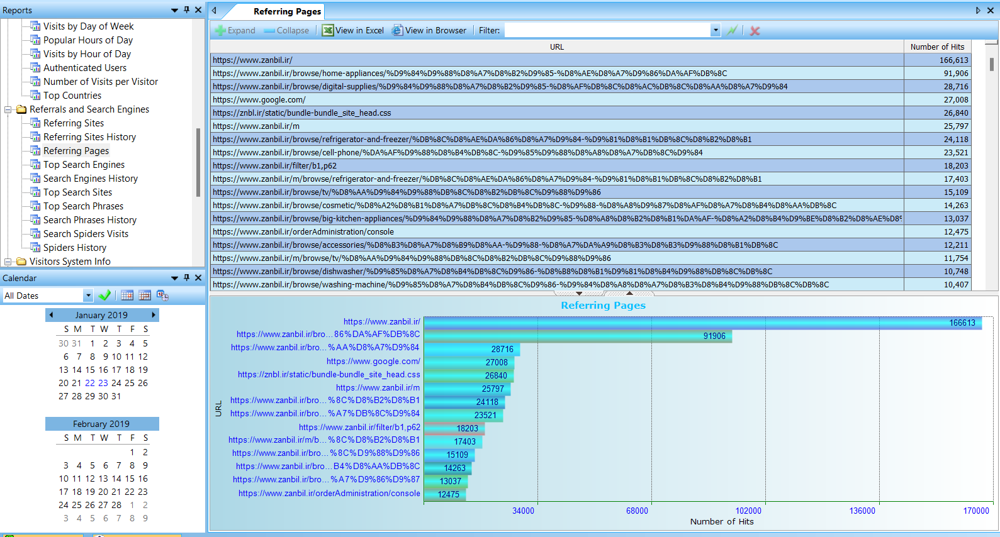 Reports
Visits by Day of Week
Popular Hours of Day
Visits by Hour of Day
Authenticated Users
Number of Visits per Visitor
Top Countries
Referrals and Search Engines
Referring Sites
Referring Sites History
Referring Pages
Top Search Engines
Search Engines History
Top Search Sites
Top Search Phrases
Search Phrases History
Search Spiders Visits
Spiders History
Visitors System Info
Calendar
All Dates
January 2019
S M T W T F S
30 31 1 2 3 4 5
6 7 8 9 10 11 12
13 14 15 16 17 18 19
20 21 22 23 24 25 26
27 28 29 30 31
February 2019
S M T W T F S
1 2
3 4 5 6 7 8 9
10 11 12 13 14 15 16
17 18 19 20 21 22 23
24 25 26 27 28 1 2
3 4 5 6 7 8 9
Referring Pages
Expand Collapse View in Excel View in Browser Filter:
URL Number of Hits
https://www.zanbil.ir/ 166,613
https://www.zanbil.ir/browse/home-appliances/%D9%84%D9%88%D8%A7%D8%B2%D9%85-%D8%AE%D8%A7%D9%86%DA%AF%DB%8C 91,906
https://www.zanbil.ir/browse/digital-supplies/%D9%84%D9%88%D8%A7%D8%B2%D9%85-%D8%AF%DB%8C%D8%AC%DB%8C%D8%AA%D8%A7%D9%84 28,716
https://www.google.com/ 27,008
https://znbl.ir/static/bundle-bundle_site_head.css 26,840
https://www.zanbil.ir/m 25,797
https://www.zanbil.ir/browse/refrigerator-and-freezer/%DB%8C%D8%AE%DA%86%D8%A7%D9%84-%D9%81%D8%B1%DB%8C%D8%B2%D8%B1 24,118
https://www.zanbil.ir/browse/cell-phone/%DA%AF%D9%88%D8%B4%DB%8C-%D9%85%D9%88%D8%A8%D8%A7%DB%8C%D9%84 23,521
https://www.zanbil.ir/filter/b1,p62 18,203
https://www.zanbil.ir/m/browse/refrigerator-and-freezer/%DB%8C%D8%AE%DA%86%D8%A7%D9%84-%D9%81%D8%B1%DB%8C%D8%B2%D8%B1 17,403
https://www.zanbil.ir/browse/tv/%D8%AA%D9%84%D9%88%DB%8C%D8%B2%DB%8C%D9%88%D9%86 15,109
https://www.zanbil.ir/browse/cosmetic/%D8%A2%D8%B1%D8%A7%DB%8C%D8%B4%DB%8C-%D9%88-%D8%A8%D9%87%D8%AF%D8%A7%D8%B4%D8%AA%DB%8C 14,263
https://www.zanbil.ir/browse/big-kitchen-appliances/%D9%84%D9%88%D8%A7%D8%B2%D9%85-%D8%A8%D8%B2%D8%B1%DA%AF-%D8%A2%D8%B4%D9%BE%D8%B2%D8%AE%D8% 13,037
https://www.zanbil.ir/orderAdministration/console 12,475
https://www.zanbil.ir/browse/accessories/%D8%B3%D8%A7%D8%B9%D8%AA-%D9%88-%D8%A7%DA%A9%D8%B3%D8%B3%D9%88%D8%B1%DB%8C 12,211
https://www.zanbil.ir/m/browse/tv/%D8%AA%D9%84%D9%88%DB%8C%D8%B2%DB%8C%D9%88%D9%86 11,754
https://www.zanbil.ir/browse/dishwasher/%D9%85%D8%A7%D8%B4%DB%8C%D9%86-%D8%B8%D8%B1%D9%81%D8%B4%D9%88%DB%8C%DB%8C 10,748
https://www.zanbil.ir/browse/washing-machine/%D9%85%D8%A7%D8%B4%DB%8C%D9%86-%D9%84%D8%A8%D8%A7%D8%B3%D8%B4%D9%88%DB%8C%DB%8C 10,407
Referring Pages
https://www.zanbil.ir/ 166613
https://www.zanbil.ir/bro...86%DA%AF%DB%8C 91906
https://www.zanbil.ir/bro...%AA%D8%A7%D9%84 28716
https://www.google.com/ 27008
https://znbl.ir/static/bundle-bundle_site_head.css 26840
https://www.zanbil.ir/m 25797
https://www.zanbil.ir/bro...%8C%D8%B2%D8%B1 24118
https://www.zanbil.ir/bro...%A7%DB%8C%D9%84 23521
https://www.zanbil.ir/filter/b1,p62 18203
https://www.zanbil.ir/m/b...%8C%D8%B2%D8%B1 17403
https://www.zanbil.ir/bro...%8C%D9%88%D9%86 15109
https://www.zanbil.ir/bro...B4%D8%AA%DB%8C 14263
https://www.zanbil.ir/bro...%A7%D9%86%D9%87 13037
https://www.zanbil.ir/orderAdministration/console 12475
URL
34000 68000 102000 136000 170000
Number of Hits